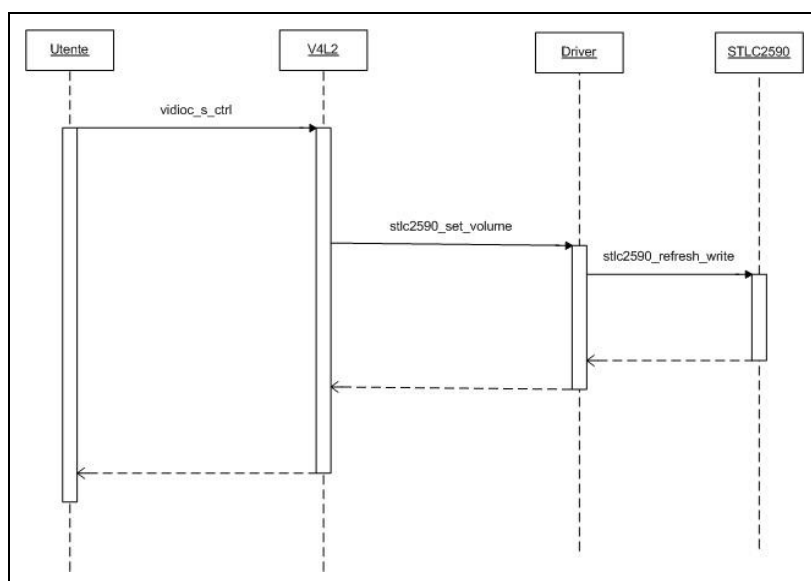 Utente
V4L2
Driver
STLC2590
vidioc_s_ctrl
stlc2590_set_volume
stlc2590_refresh_write